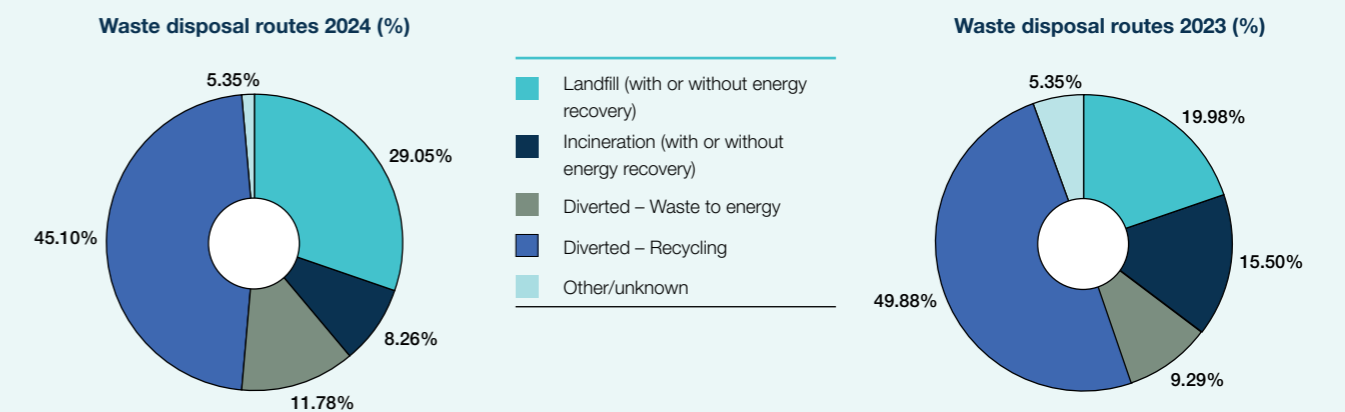 Waste disposal routes 2024 (%)
5.35%
29.05%
45.10%
8.26%
11.78%
Landfill (with or without energy
recovery)
Incineration (with or without
energy recovery)
Diverted – Waste to energy
Diverted – Recycling
Other/unknown
Waste disposal routes 2023 (%)
5.35%
19.98%
15.50%
49.88%
9.29%